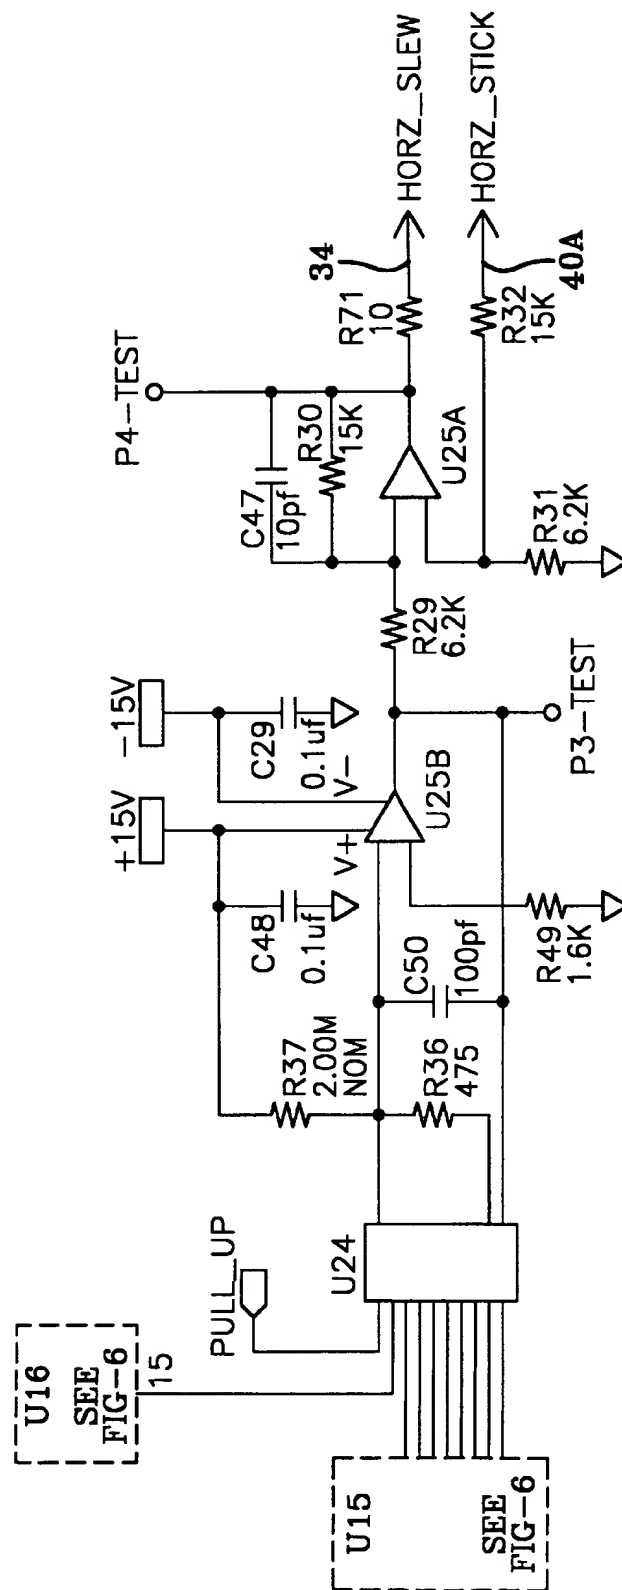 U16
SEE
FIG-6
15
PULL_UP
U15
SEE
FIG-6
U24
R37
2.00M
NOM
R36
475
C48
0.1uf
C50
100pf
R49
1.6K
+15V
-15V
V+
V-
C29
0.1uf
U25B
P3-TEST
R29
6.2K
C47
10pf
R30
15K
P4-TEST
U25A
R31
6.2K
R71
10
34
HORZ_SLEW
R32
15K
40A
HORZ_STICK